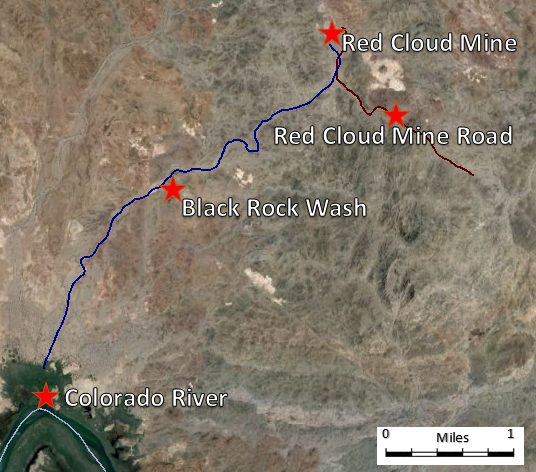 Red Cloud Mine
Red Cloud Mine Road
Black Rock Wash
Colorado River
0 1
Miles